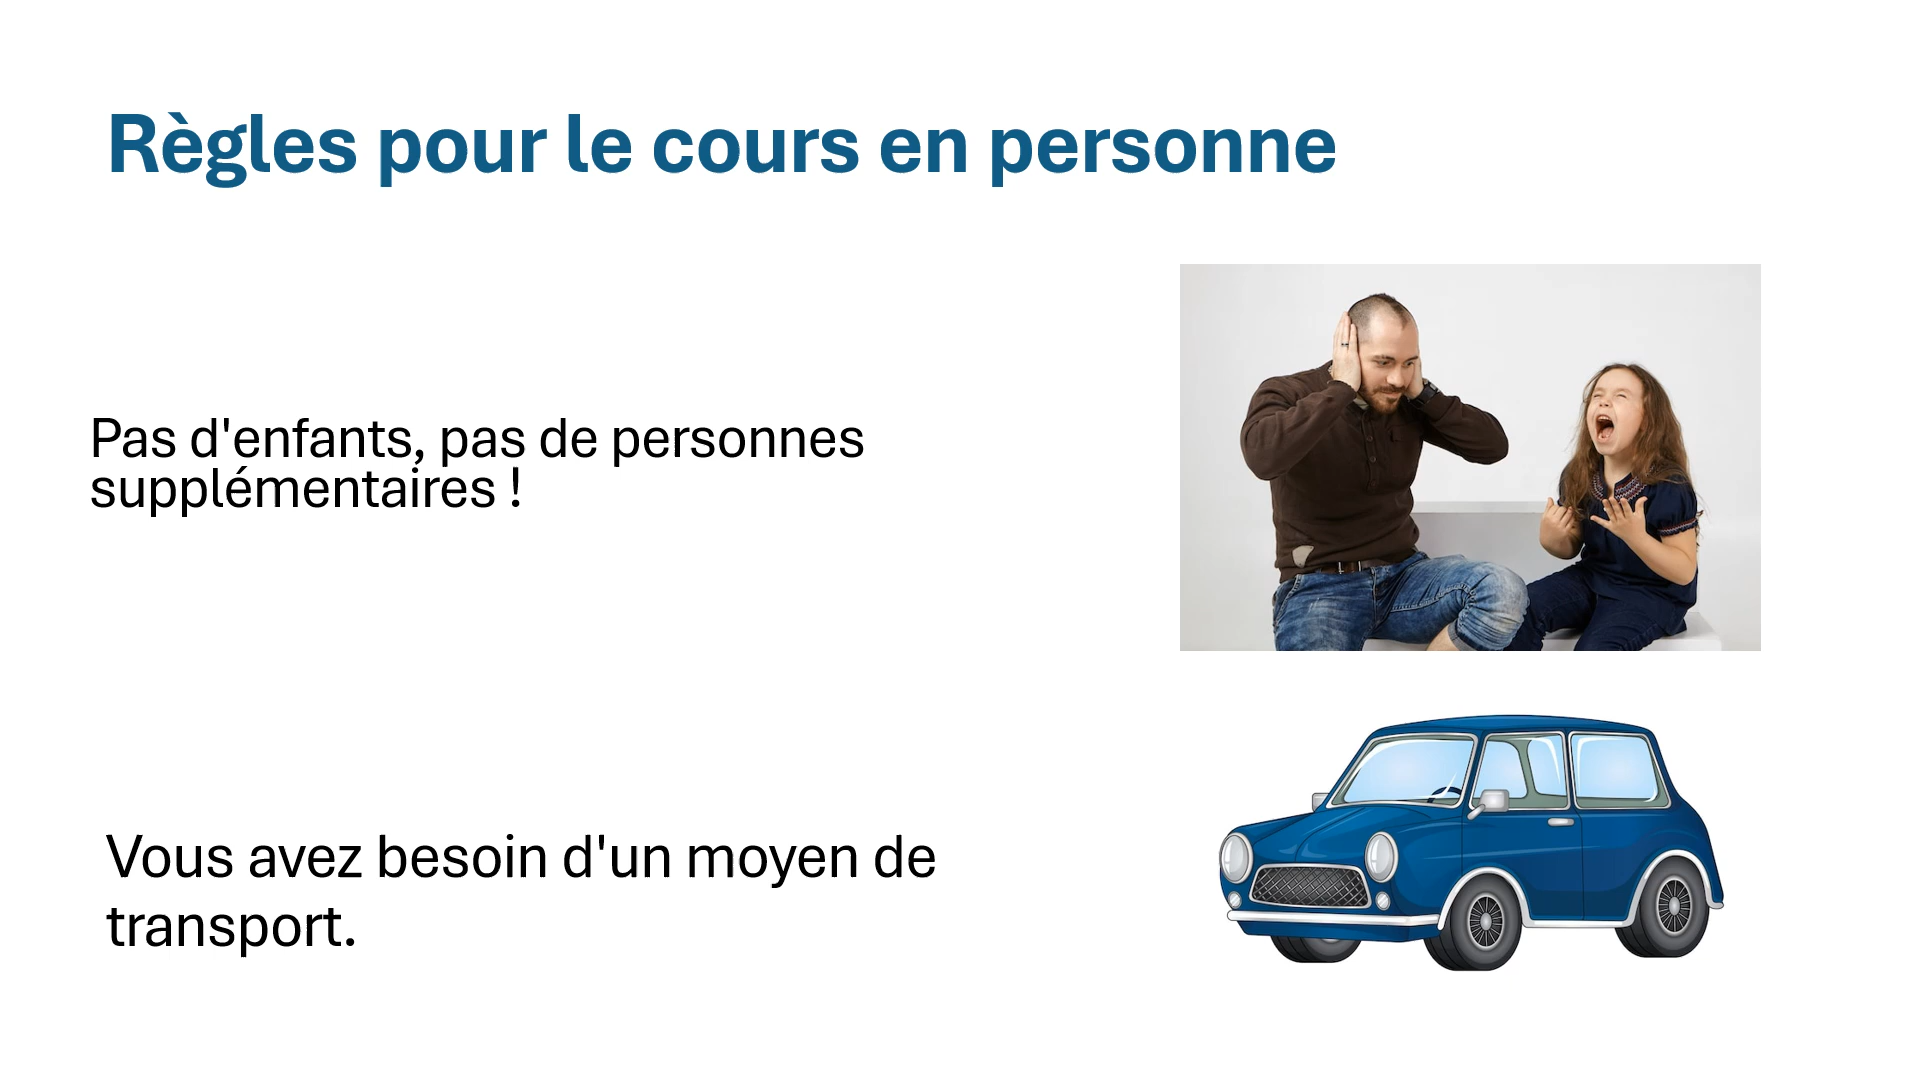 Règles pour le cours en personne
Pas d'enfants, pas de personnes
supplémentaires !
Vous avez besoin d'un moyen de
transport.